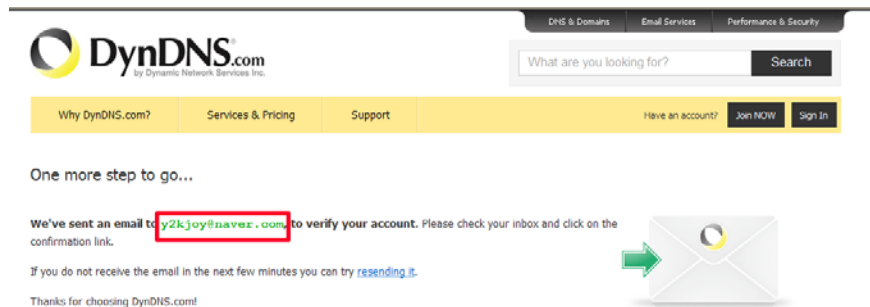 DNS & Domains Email Services Performance & Security
DynDNS.com
by Dynamic Network Services Inc.
What are you looking for? Search
Why DynDNS.com? Services & Pricing Support Have an account? Join NOW Sign In
One more step to go...
We've sent an email to y2kjoy@naver.com, to verify your account. Please check your inbox and click on the
confirmation link.
If you do not receive the email in the next few minutes you can try resending it.
Thanks for choosing DynDNS.com!